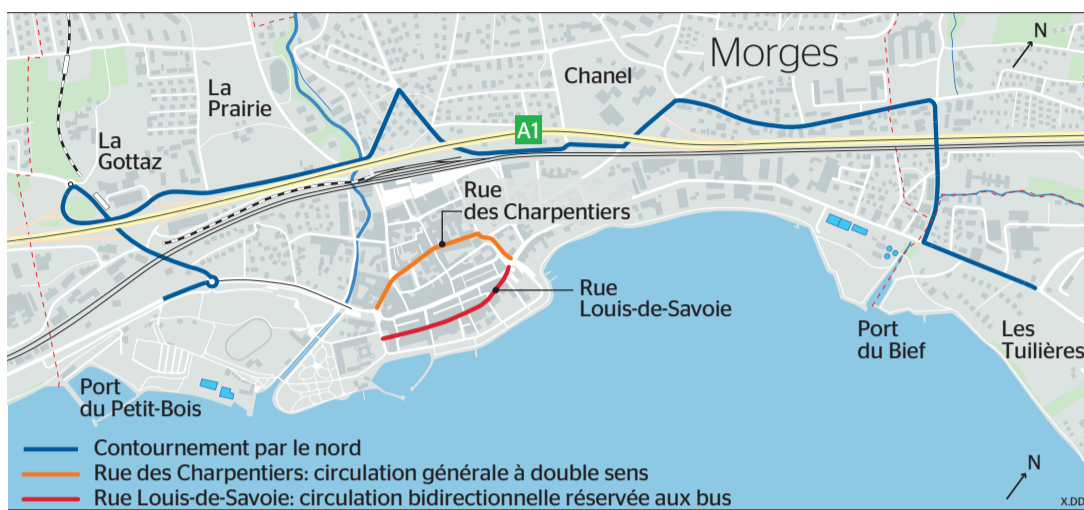 Morges
N
Chanel
La
Prairie
A1
La
Gottaz
Rue
des Charpentiers
Rue
Louis-de-Savoie
Port
du Bief
Les
Tuilières
Port
du Petit-Bois
Contournement par le nord
Rue des Charpentiers: circulation générale à double sens
Rue Louis-de-Savoie: circulation bidirectionnelle réservée aux bus
N
X.DD